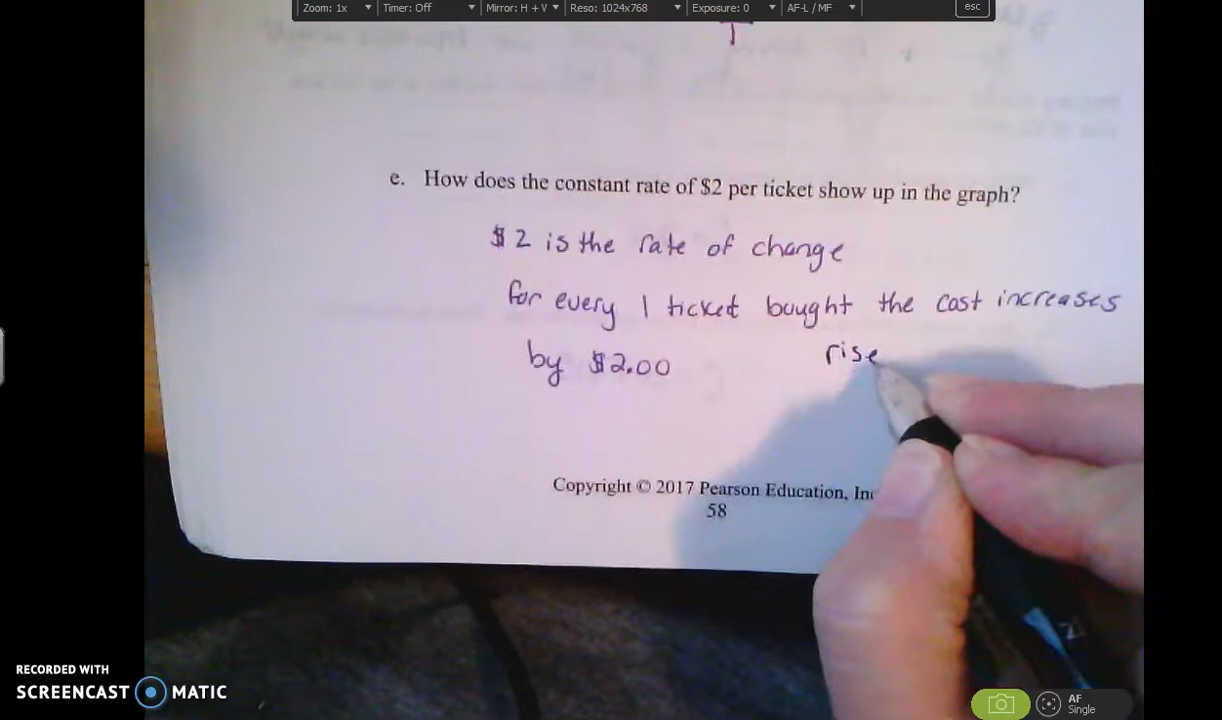 Zoom: 1x Timer: Off Mirror: H + V Reso: 1024x768 Exposure: 0 AF-L / MF esc
e. How does the constant rate of $2 per ticket show up in the graph?
$2 is the rate of change
for every 1 ticket bought the cost increases
by $2.00 rise
Copyright © 2017 Pearson Education, Inc
58
RECORDED WITH
SCREENCAST MATIC
AF
Single